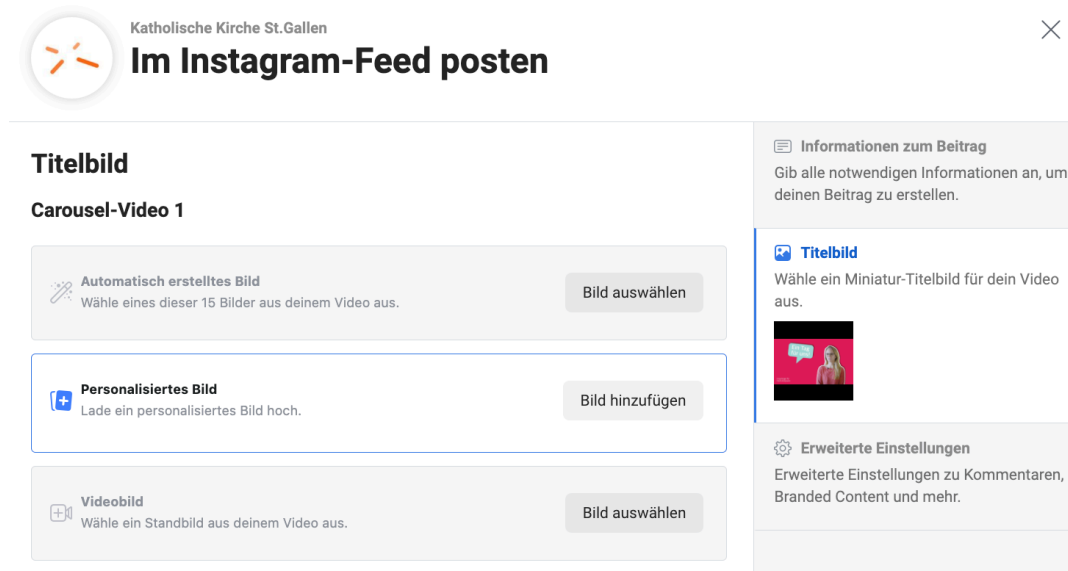 Katholische Kirche St.Gallen
Im Instagram-Feed posten
Titelbild
Carousel-Video 1
Automatisch erstelltes Bild
Wähle eines dieser 15 Bilder aus deinem Video aus.
Bild auswählen
Personalisiertes Bild
Lade ein personalisiertes Bild hoch.
Bild hinzufügen
Videobild
Wähle ein Standbild aus deinem Video aus.
Bild auswählen
Informationen zum Beitrag
Gib alle notwendigen Informationen an, um
deinen Beitrag zu erstellen.
Titelbild
Wähle ein Miniatur-Titelbild für dein Video
aus.
Erweiterte Einstellungen
Erweiterte Einstellungen zu Kommentaren,
Branded Content und mehr.